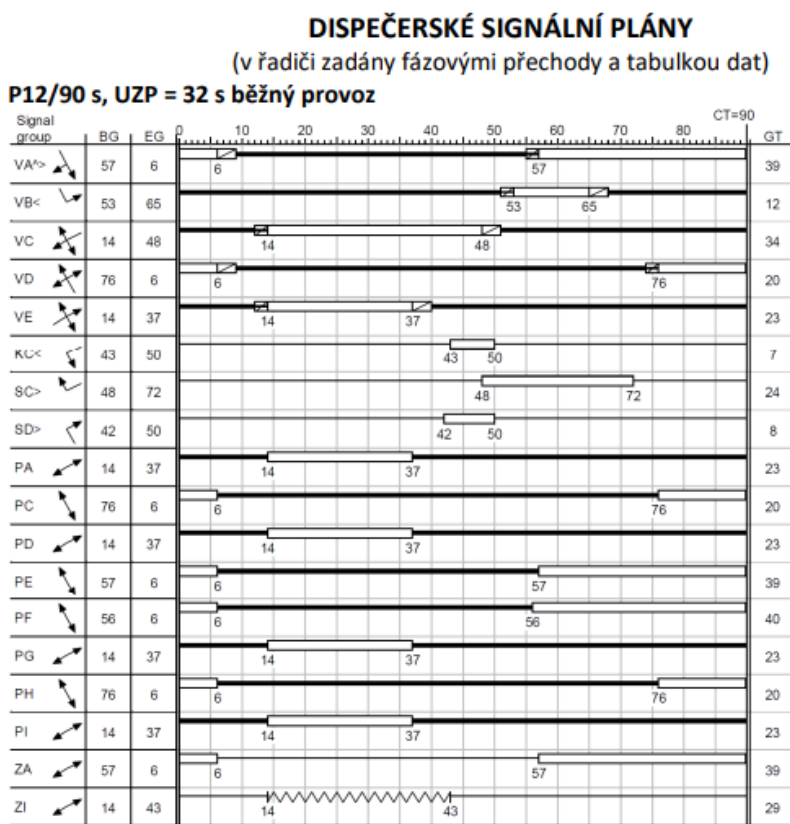 DISPEČERSKÉ SIGNÁLNÍ PLÁNY
(v řadiči zadány fázovými přechody a tabulkou dat)
P12/90 s, UZP = 32 s běžný provoz
CT=90
Signal
group BG EG 0 10 20 30 40 50 60 70 80 GT
VA^> 57 6 39
6 57
VB< 53 65 12
53 65
VC 14 48 34
14 48
VD 76 6 20
6 76
VE 14 37 23
14 37
KC< 43 50 7
43 50
SC> 48 72 24
48 72
SD> 42 50 8
42 50
PA 14 37 23
14 37
PC 76 6 20
6 76
PD 14 37 23
14 37
PE 57 6 39
6 57
PF 56 6 40
6 56
PG 14 37 23
14 37
PH 76 6 20
6 76
PI 14 37 23
14 37
ZA 57 6 39
6 57
ZI 14 43 29
14 43